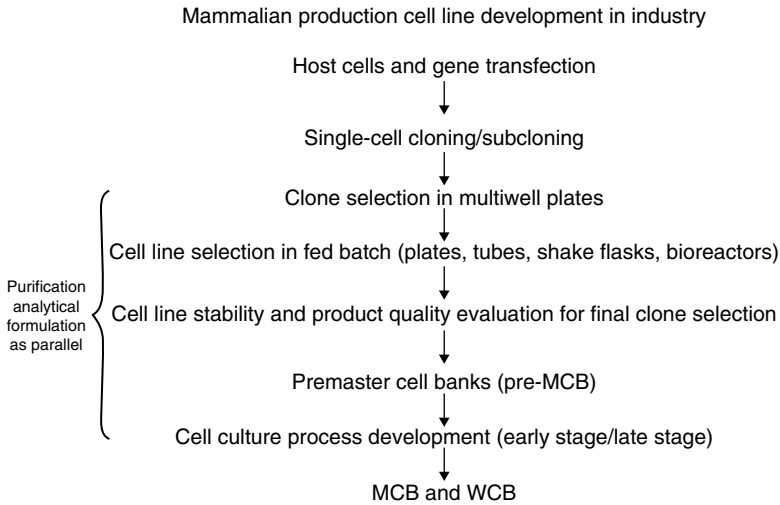 Mammalian production cell line development in industry
Host cells and gene transfection
Single-cell cloning/subcloning
Clone selection in multiwell plates
Cell line selection in fed batch (plates, tubes, shake flasks, bioreactors)
Purification
analytical
formulation
as parallel
Cell line stability and product quality evaluation for final clone selection
Premaster cell banks (pre-MCB)
Cell culture process development (early stage/late stage)
MCB and WCB